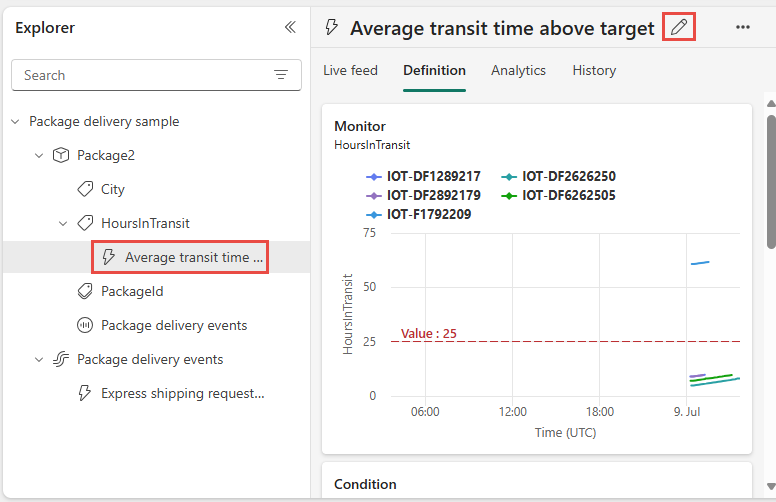 Explorer
Search
Package delivery sample
Package2
City
HoursInTransit
Average transit time ...
PackageId
Package delivery events
Package delivery events
Express shipping request...
Average transit time above target
Live feed Definition Analytics History
Monitor
HoursInTransit
IOT-DF1289217 IOT-DF2626250
IOT-DF2892179 IOT-DF6262505
IOT-F1792209
75
50
Value : 25
25
0
HoursInTransit
06:00 12:00 18:00 9. Jul
Time (UTC)
Condition